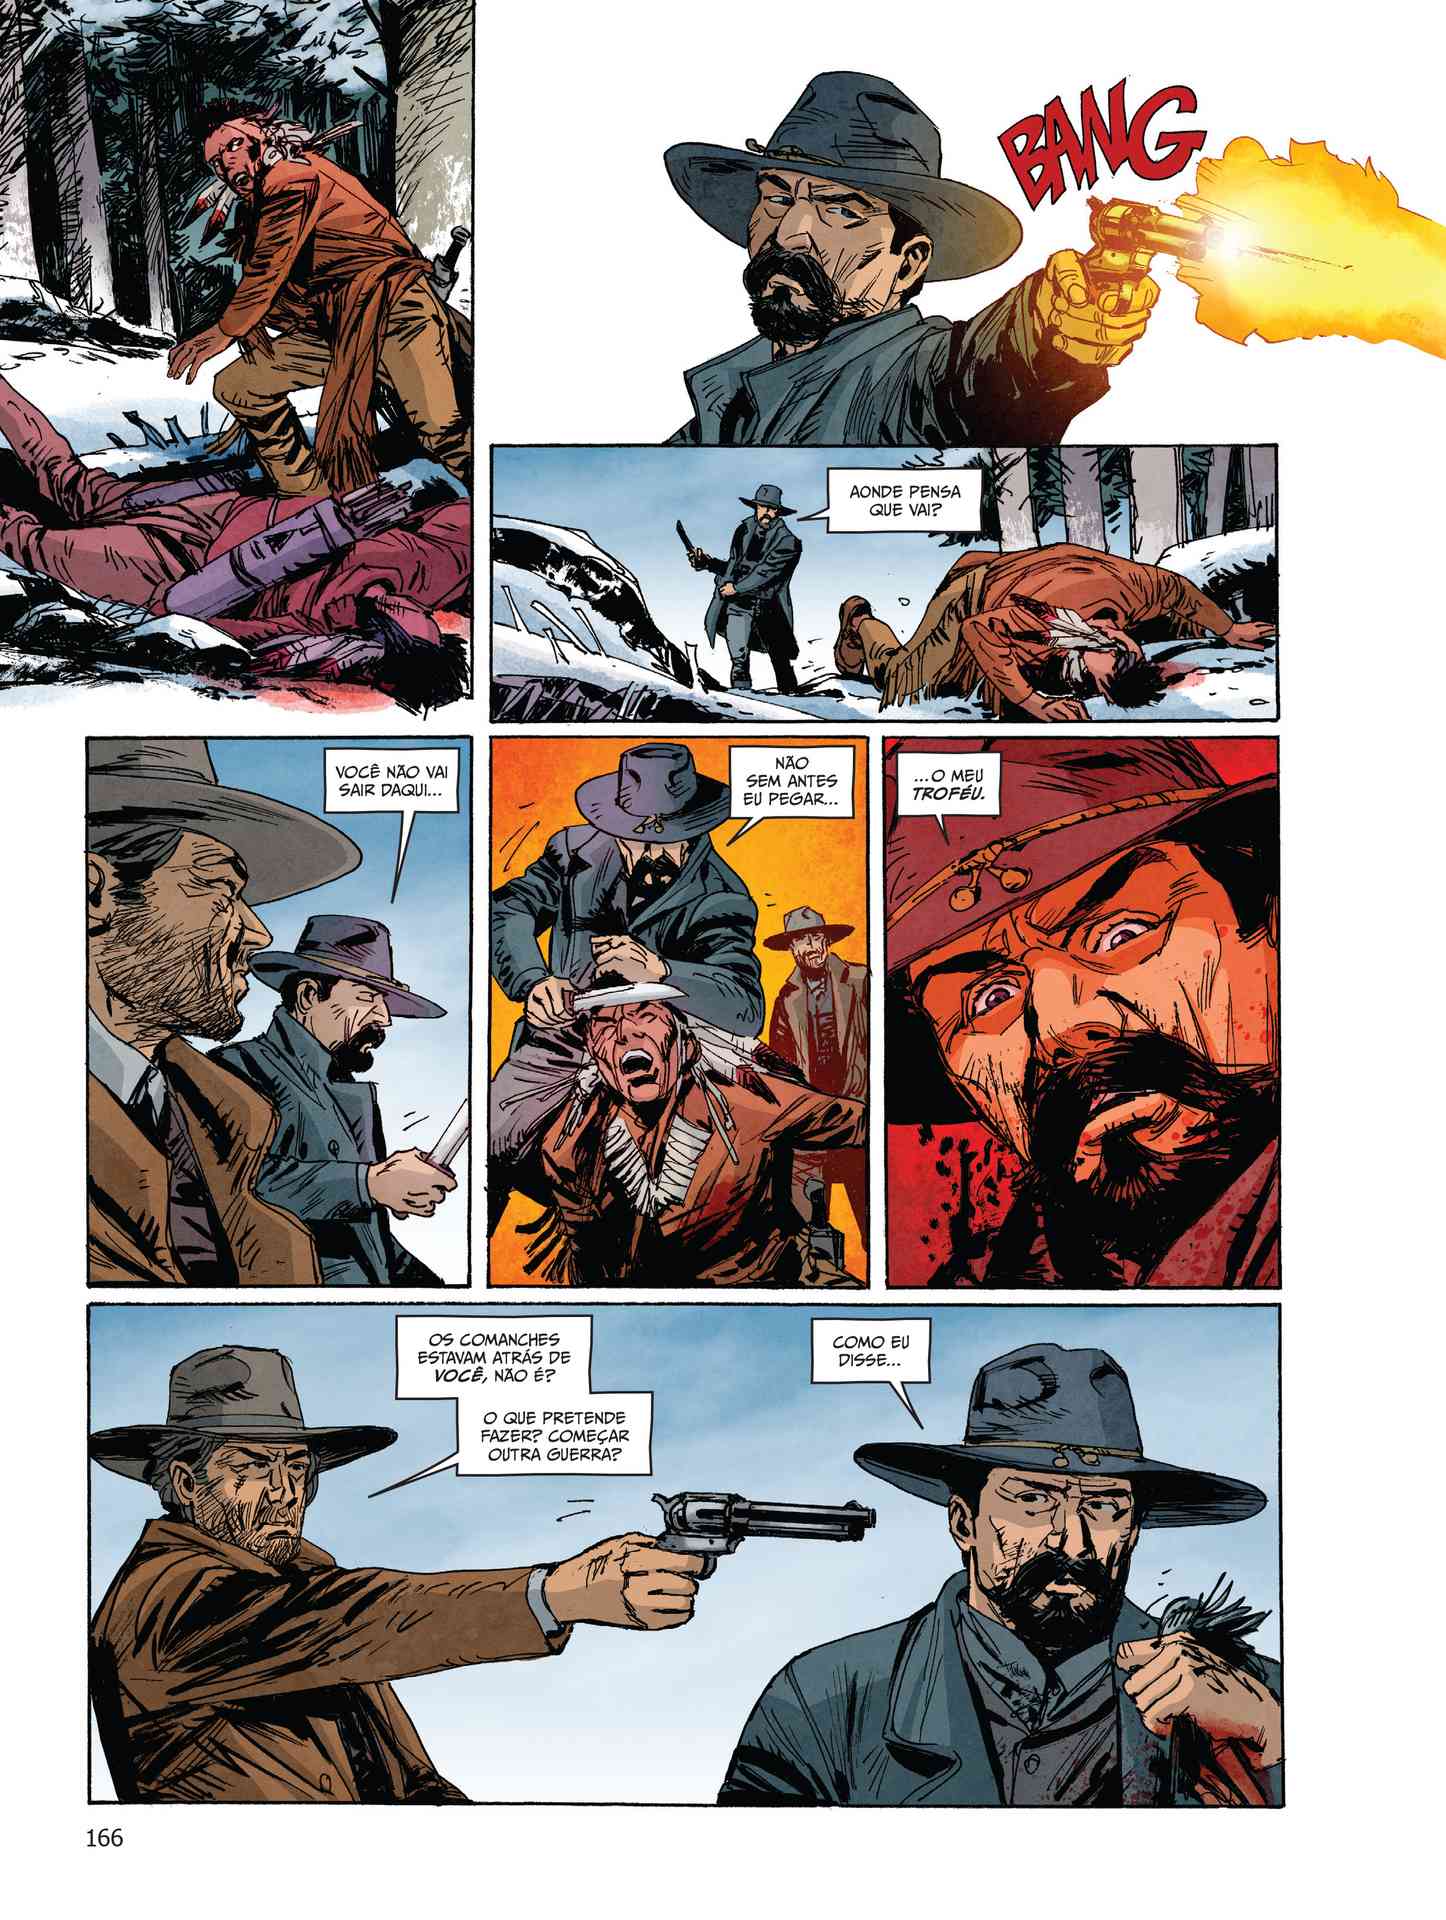 BANG
AONDE PENSA
QUE VAI?
VOCÊ NÃO VAI
SAIR DAQUI...
NÃO
SEM ANTES
EU PEGAR...
...O MEU
TROFÉU.
OS COMANCHES
ESTAVAM ATRÁS DE
VOCÊ, NÃO É?
O QUE PRETENDE
FAZER? COMEÇAR
OUTRA GUERRA?
COMO EU
DISSE...
166